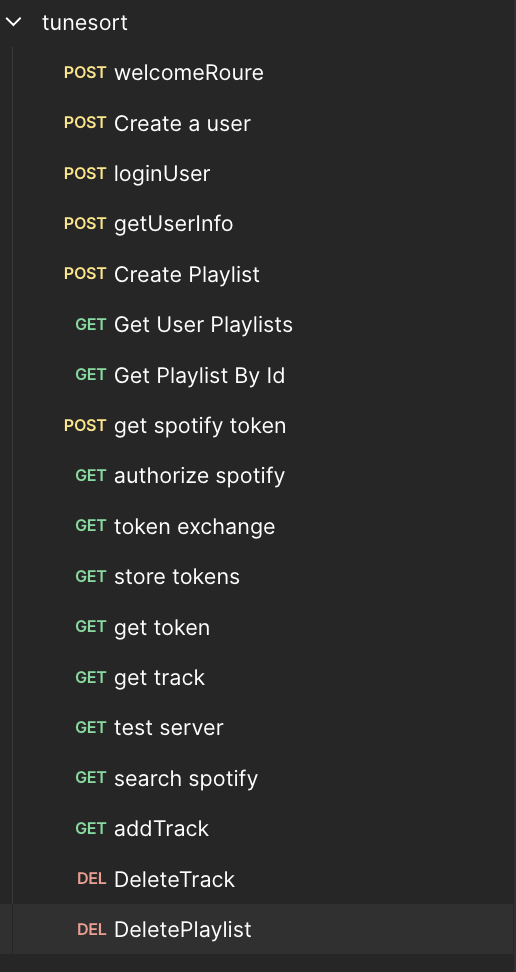 tunesort
POST welcomeRoure
POST Create a user
POST loginUser
POST getUserInfo
POST Create Playlist
GET Get User Playlists
GET Get Playlist By Id
POST get spotify token
GET authorize spotify
GET token exchange
GET store tokens
GET get token
GET get track
GET test server
GET search spotify
GET addTrack
DEL DeleteTrack
DEL DeletePlaylist